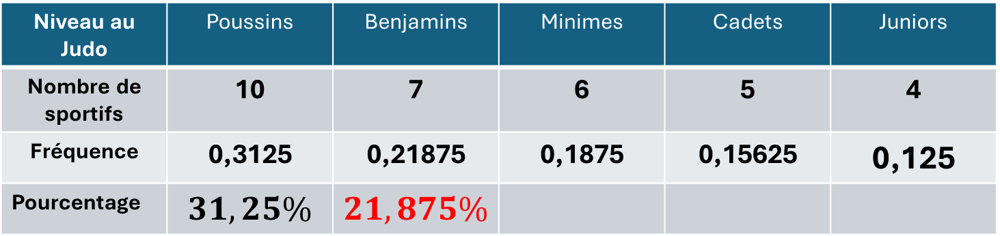 Niveau au Judo Poussins Benjamins Minimes Cadets Juniors
Nombre de sportifs 10 7 6 5 4
Fréquence 0,3125 0,21875 0,1875 0,15625 0,125
Pourcentage 31,25% 21,875%